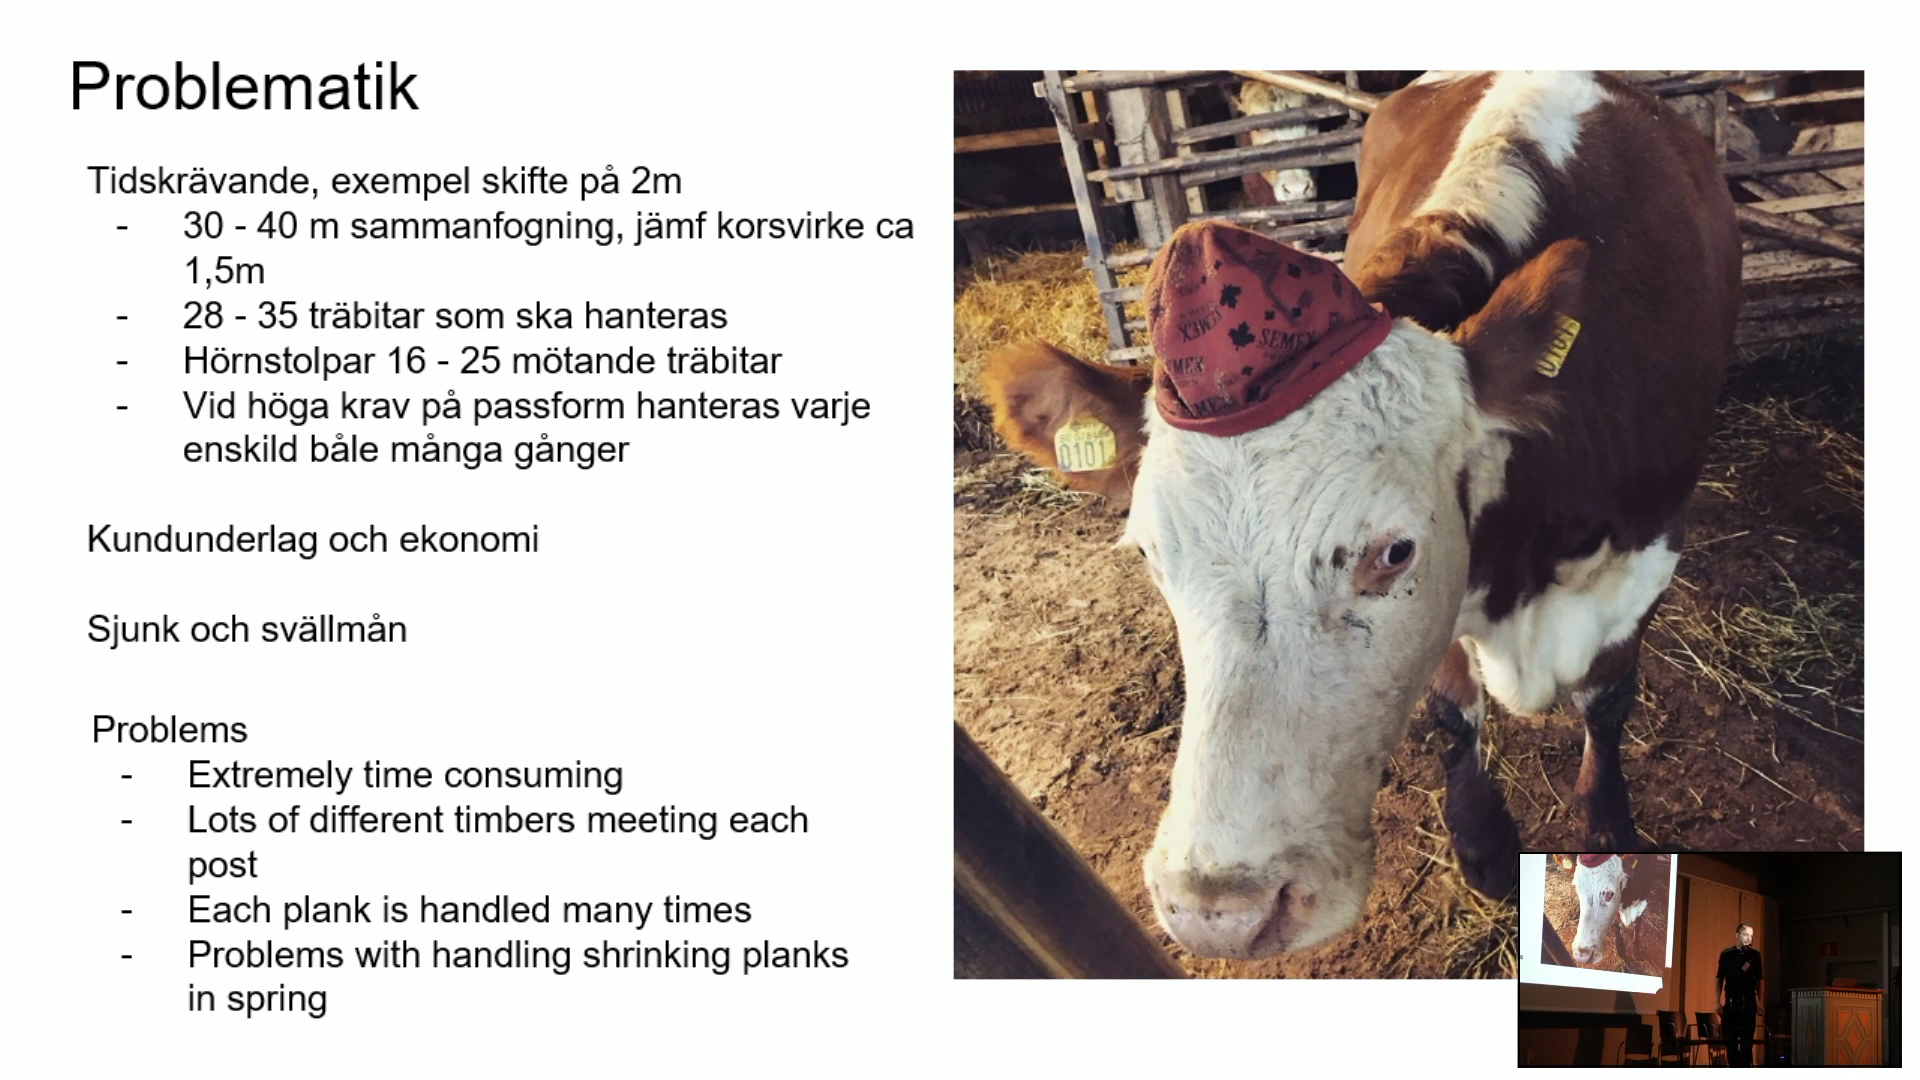 Problematik
Tidskrävande, exempel skifte på 2m
- 30 - 40 m sammanfogning, jämf korsvirke ca
1,5m
- 28 - 35 träbitar som ska hanteras
- Hörnstolpar 16 - 25 mötande träbitar
- Vid höga krav på passform hanteras varje
enskild båle många gånger
Kundunderlag och ekonomi
Sjunk och svällmån
Problems
- Extremely time consuming
- Lots of different timbers meeting each
post
- Each plank is handled many times
- Problems with handling shrinking planks
in spring
SEMEX
0101